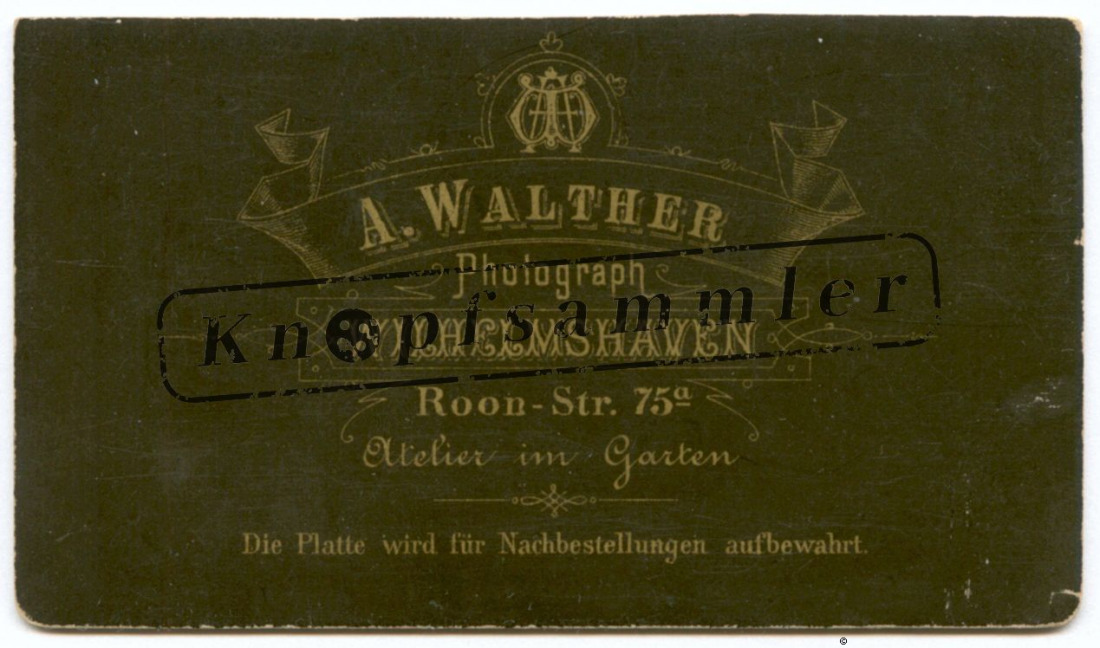 A. WALTHER
Photograph
Knopfsammler
WILHELMSHAVEN
Roon-Str. 75a
Atelier im Garten
Die Platte wird für Nachbestellungen aufbewahrt.
©